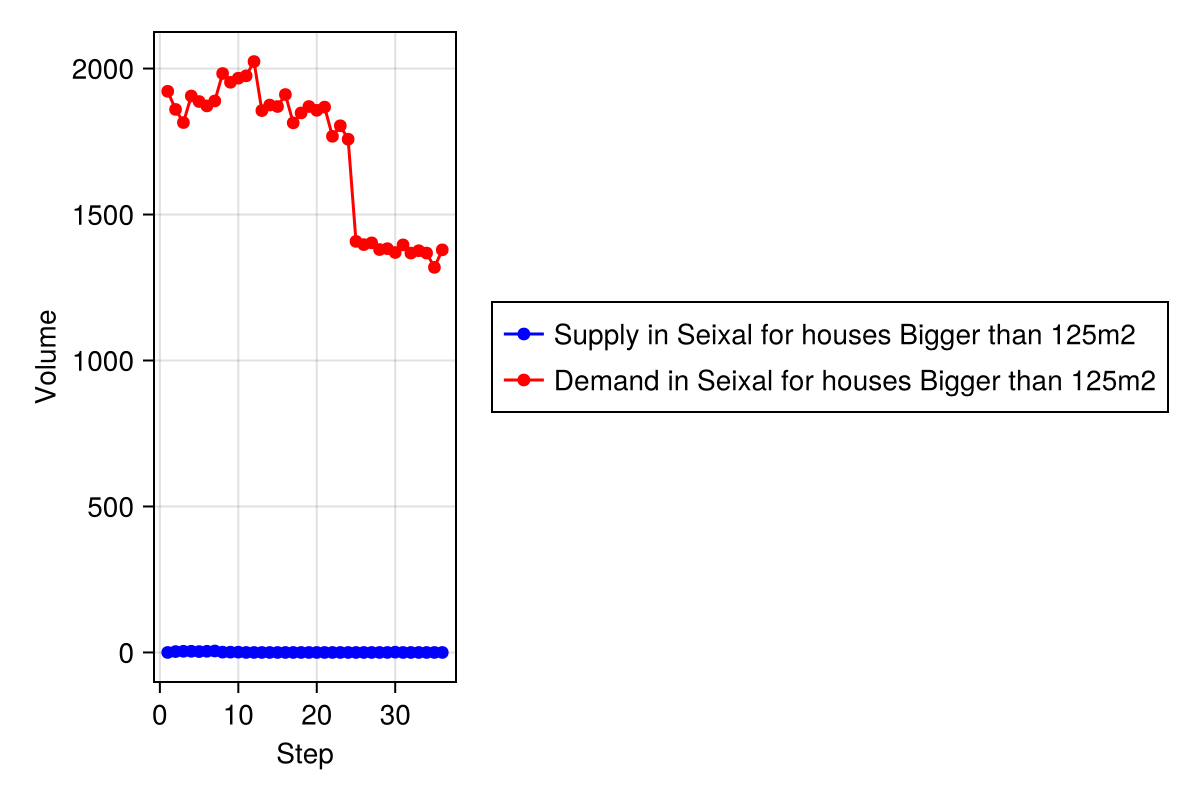 2000
1500
1000
500
0
Volume
0 10 20 30
Step
Supply in Seixal for houses Bigger than 125m2
Demand in Seixal for houses Bigger than 125m2